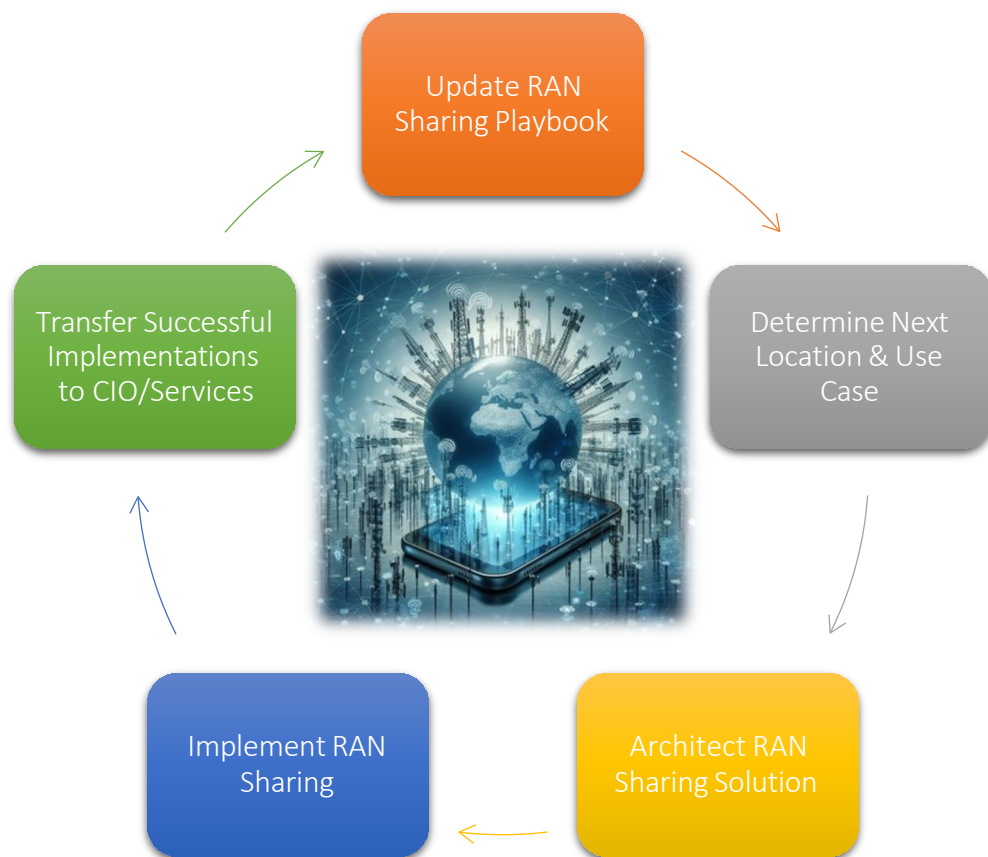 Update RAN
Sharing Playbook
Determine Next
Location & Use
Case
Architect RAN
Sharing Solution
Implement RAN
Sharing
Transfer Successful
Implementations
to CIO/Services